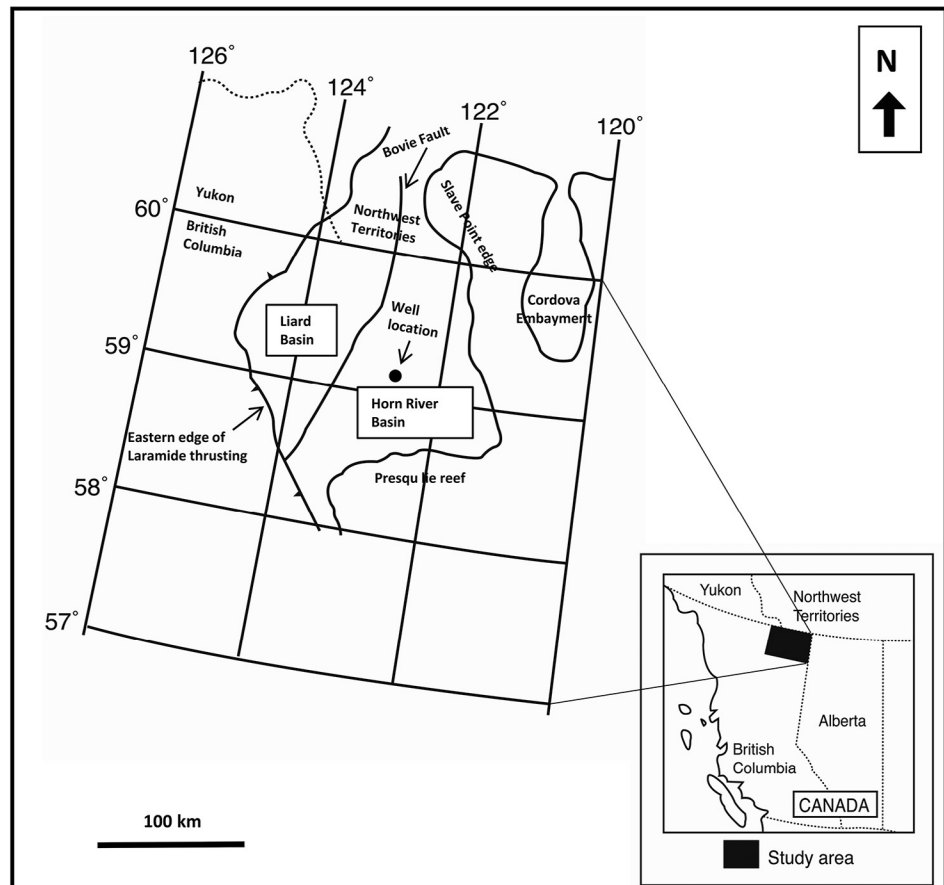 N
126°
124°
122°
120°
Bovie Fault
Slave Point edge
Yukon
60°
Northwest
Territories
British
Columbia
Cordova
Embayment
Well
location
Liard
Basin
59°
Horn River
Basin
Eastern edge of
Laramide thrusting
Presqu lie reef
58°
57°
100 km
Yukon
Northwest
Territories
Alberta
British
Columbia
CANADA
Study area